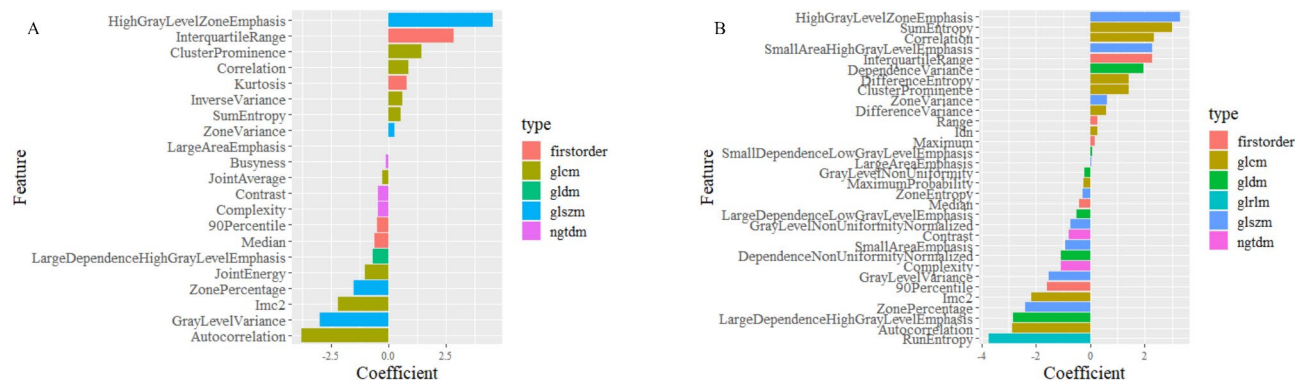 A
HighGrayLevelZoneEmphasis
InterquartileRange
ClusterProminence
Correlation
Kurtosis
InverseVariance
SumEntropy
ZoneVariance
LargeAreaEmphasis
Busyness
JointAverage
Contrast
Complexity
90Percentile
Median
LargeDependenceHighGrayLevelEmphasis
JointEnergy
ZonePercentage
Imc2
GrayLevelVariance
Autocorrelation
Feature
-2.5
0.0
2.5
Coefficient
type
firstorder
glcm
gldm
glszm
ngtdm
B
HighGrayLevelZoneEmphasis
SumEntropy
Correlation
SmallAreaHighGrayLevelEmphasis
InterquartileRange
DependenceVariance
DifferenceEntropy
ClusterProminence
ZoneVariance
DifferenceVariance
Range
Idn
Maximum
SmallDependenceLowGrayLevelEmphasis
LargeAreaEmphasis
GrayLevelNonUniformity
MaximumProbability
ZoneEntropy
Median
LargeDependenceLowGrayLevelEmphasis
GrayLevelNonUniformityNormalized
Contrast
SmallAreaEmphasis
DependenceNonUniformityNormalized
Complexity
GrayLevelVariance
90Percentile
Imc2
ZonePercentage
LargeDependenceHighGrayLevelEmphasis
Autocorrelation
RunEntropy
Feature
-4
-2
0
2
Coefficient
type
firstorder
glcm
gldm
glrlm
glszm
ngtdm